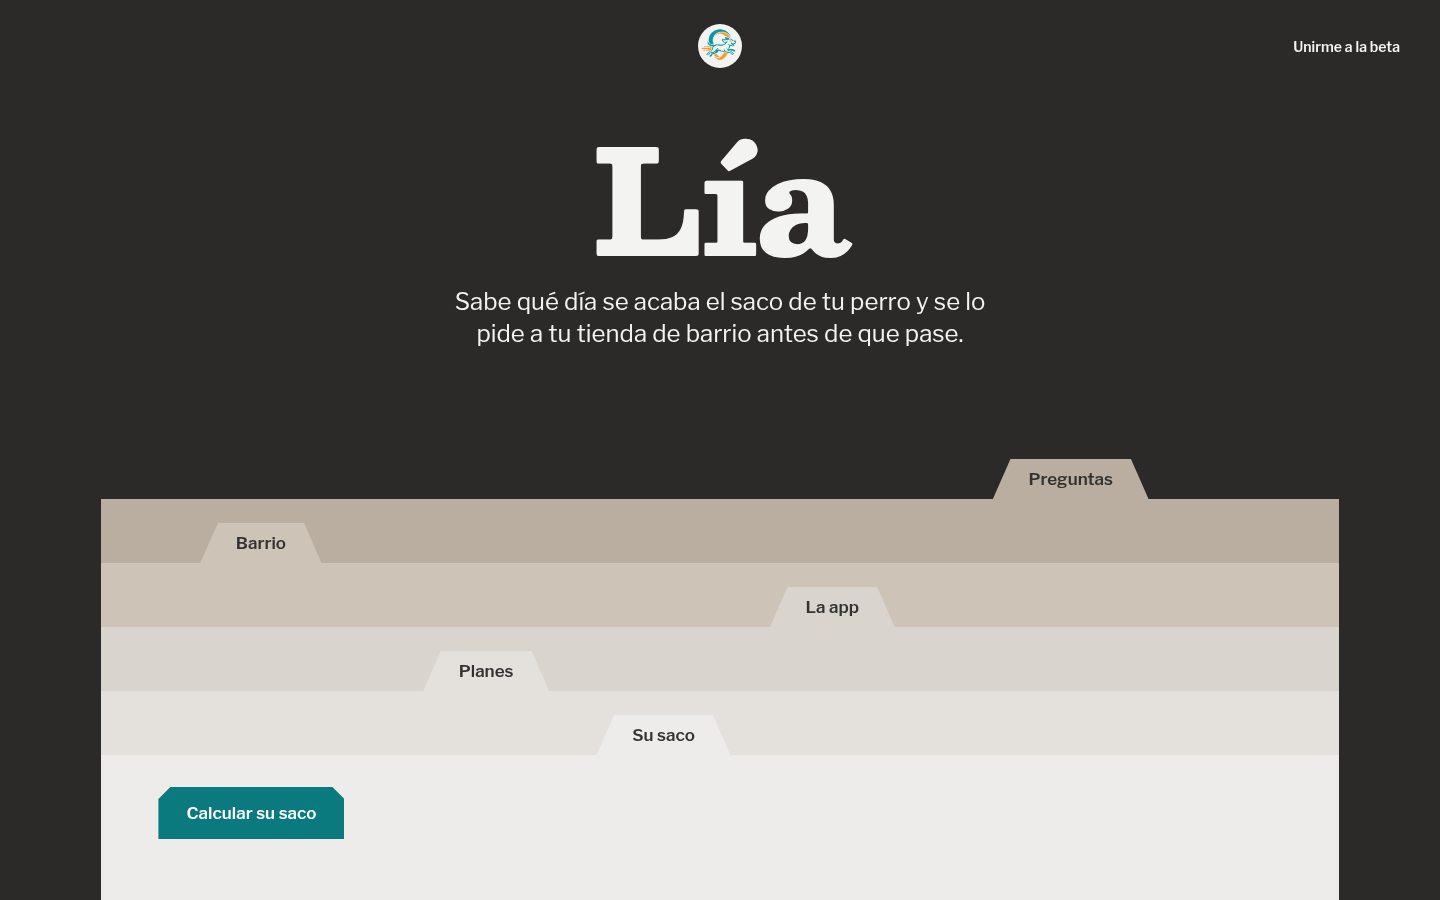 Unirme a la beta
Lía
Sabe qué día se acaba el saco de tu perro y se lo
pide a tu tienda de barrio antes de que pase.
Preguntas
Barrio
La app
Planes
Su saco
Calcular su saco